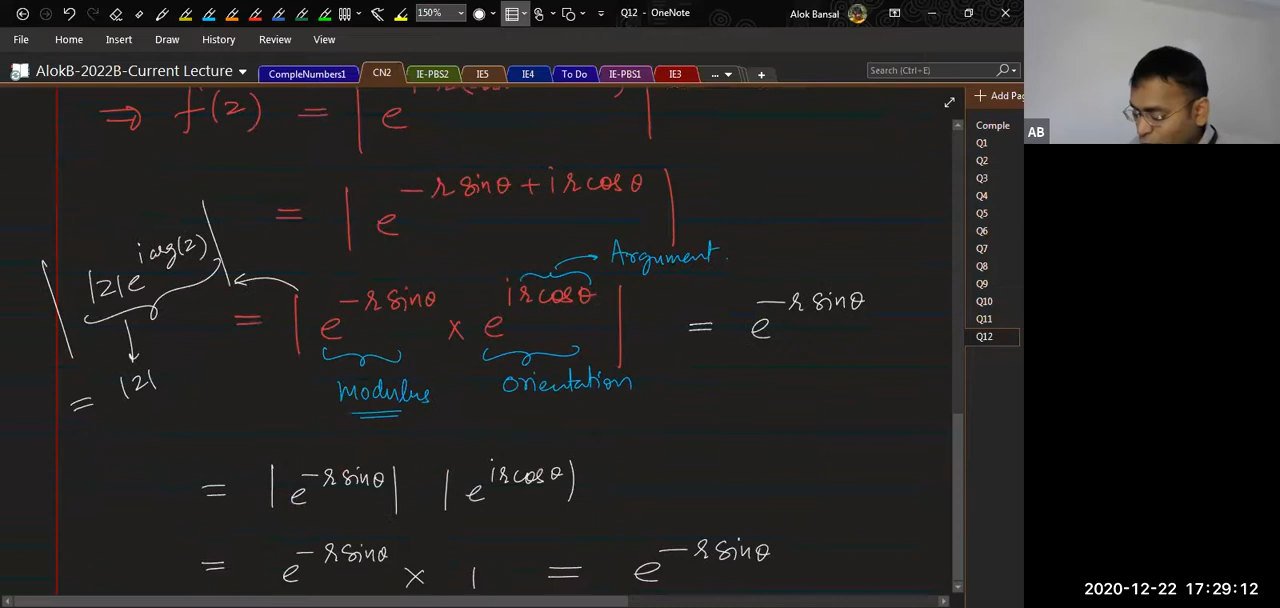 150%
Q12 - OneNote
Alok Bansal
File Home Insert Draw History Review View
AlokB-2022B-Current Lecture
CompleNumbers1 CN2 IE-PBS2 IE5 IE4 To Do IE-PBS1 IE3 ...
Search (Ctrl+E)
Add Pag
Comple
Q1
Q2
Q3
Q4
Q5
Q6
Q7
Q8
Q9
Q10
Q11
Q12
AB
⇒ f(z) = | e |
= | e^{-r sinθ + i r cosθ} |
Argument.
| |z| e^{i arg(z)} |
= | e^{-r sinθ} × e^{i r cosθ} | = e^{-r sinθ}
= |z|
modulus orientation
= | e^{-r sinθ} | | e^{i r cosθ} |
= e^{-r sinθ} × 1 = e^{-r sinθ}
2020-12-22 17:29:12